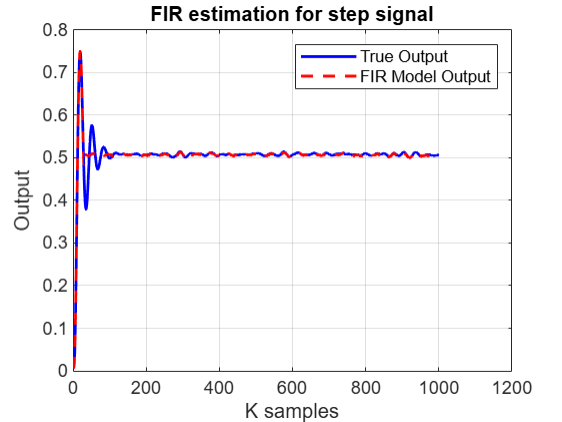 FIR estimation for step signal
True Output
FIR Model Output
0.8
0.7
0.6
0.5
0.4
0.3
0.2
0.1
0
Output
0 200 400 600 800 1000 1200
K samples